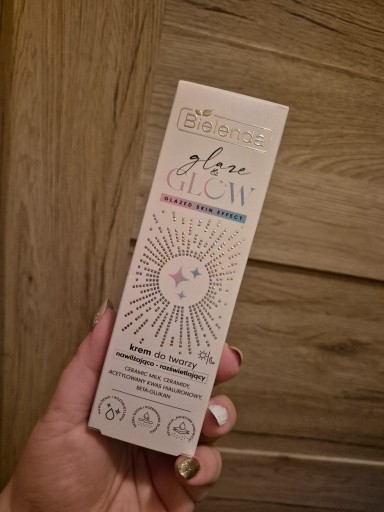 Bielenda
glaze
&
GLOW
GLAZED SKIN EFFECT
krem do twarzy
nawilżająco - rozświetlający
CERAMIC MILK, CERAMIDY,
ACETYLOWANY KWAS HIALURONOWY,
BETA-GLUKAN